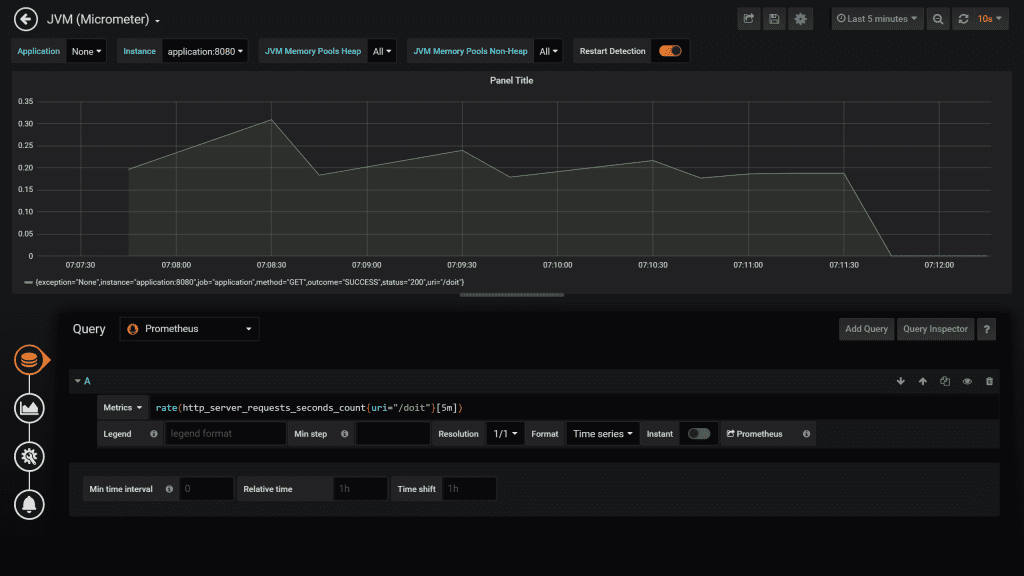 JVM (Micrometer)
Last 5 minutes 10s
Application None Instance application:8080 JVM Memory Pools Heap All JVM Memory Pools Non-Heap All Restart Detection
Panel Title
0.35
0.30
0.25
0.20
0.15
0.10
0.05
0
07:07:30 07:08:00 07:08:30 07:09:00 07:09:30 07:10:00 07:10:30 07:11:00 07:11:30 07:12:00
{exception="None",instance="application:8080",job="application",method="GET",outcome="SUCCESS",status="200",uri="/doit"}
Query Prometheus Add Query Query Inspector ?
A
Metrics rate(http_server_requests_seconds_count{uri="/doit"}[5m])
Legend legend format Min step Resolution 1/1 Format Time series Instant Prometheus
Min time interval 0 Relative time 1h Time shift 1h